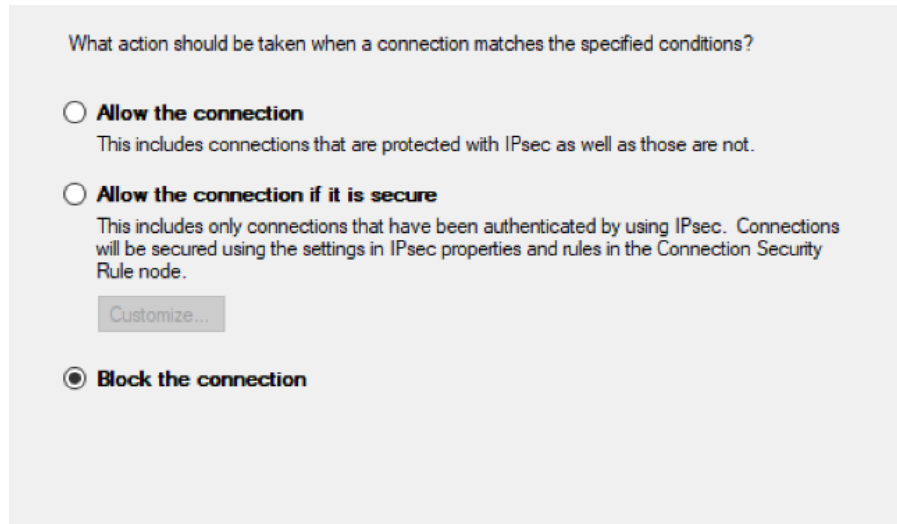 What action should be taken when a connection matches the specified conditions?
Allow the connection
This includes connections that are protected with IPsec as well as those are not.
Allow the connection if it is secure
This includes only connections that have been authenticated by using IPsec. Connections
will be secured using the settings in IPsec properties and rules in the Connection Security
Rule node.
Customize...
Block the connection